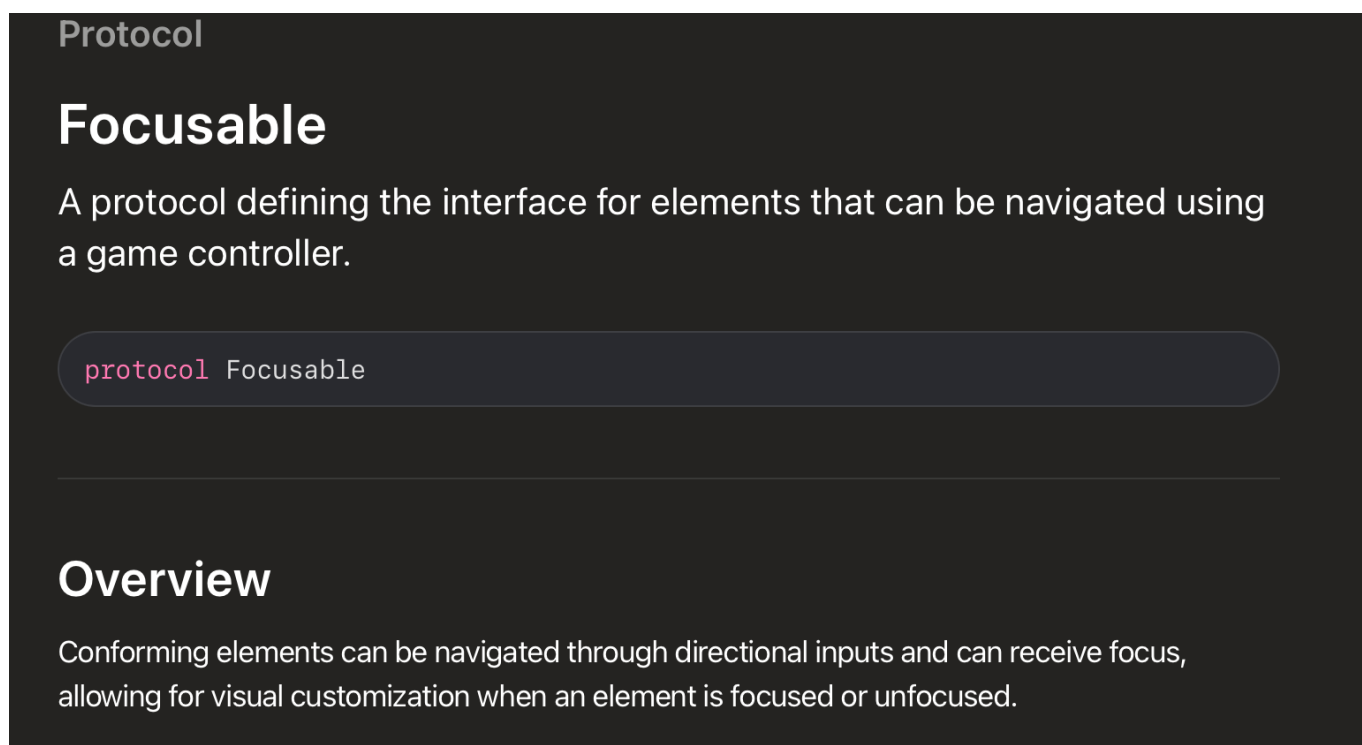 Protocol
Focusable
A protocol defining the interface for elements that can be navigated using
a game controller.
protocol Focusable
Overview
Conforming elements can be navigated through directional inputs and can receive focus,
allowing for visual customization when an element is focused or unfocused.